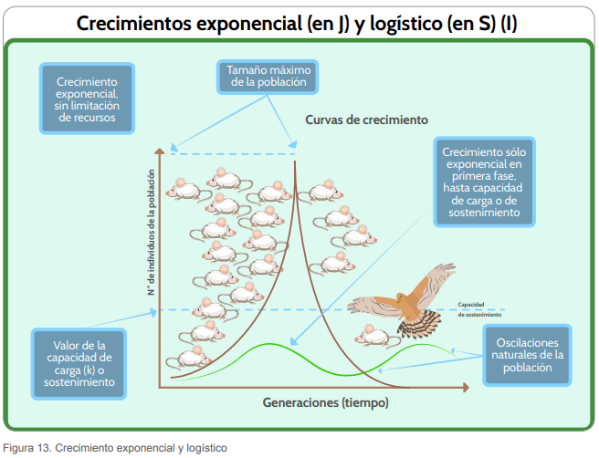 Crecimientos exponencial (en J) y logístico (en S) (I)
Crecimiento
exponencial,
sin limitación
de recursos
Tamaño máximo
de la población
Curvas de crecimiento
Crecimiento sólo
exponencial en
primera fase,
hasta capacidad
de carga o de
sostenimiento
Nº de individuos de la población
Capacidad
de sostenimiento
Valor de la
capacidad de
carga (k) o
sostenimiento
Oscilaciones
naturales de la
población
Generaciones (tiempo)
Figura 13. Crecimiento exponencial y logístico